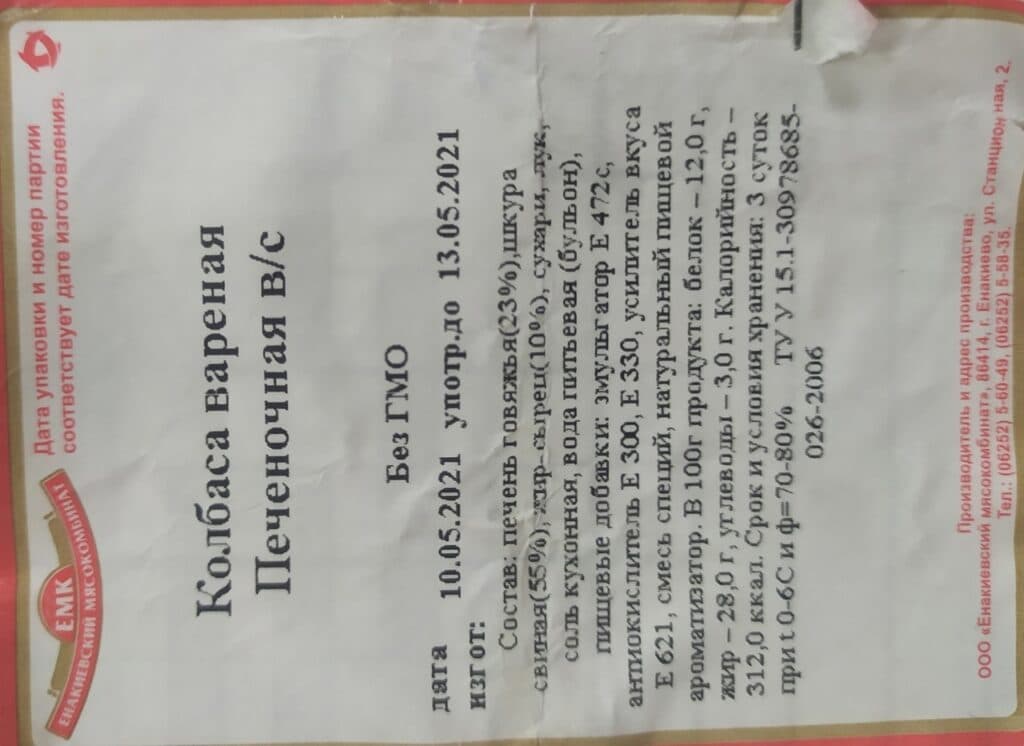 ЕМК
ЕНАКИЕВСКИЙ МЯСОКОМБИНАТ
Дата упаковки и номер партии
соответствует дате изготовления.
Колбаса вареная
Печеночная в/с
Без ГМО
дата 10.05.2021 употр.до 13.05.2021
изгот:
Состав: печень говяжья(23%),шкура
свиная(55%), жир-сырец(10%), сухари, лук,
соль кухонная, вода питьевая (бульон),
пищевые добавки: эмульгатор Е 472с,
антиокислитель Е 300, Е 330, усилитель вкуса
Е 621, смесь специй, натуральный пищевой
ароматизатор. В 100г продукта: белок – 12,0 г,
жир – 28,0 г, углеводы – 3,0 г. Калорийность –
312,0 ккал. Срок и условия хранения: 3 суток
при t 0-6С и ф=70-80% ТУ У 15.1-30978685-
026-2006
Производитель и адрес производства:
ООО «Енакиевский мясокомбинат», 86414, г. Енакиево, ул. Станционная, 2.
Тел.: (06252) 5-60-49, (06252) 5-58-35.